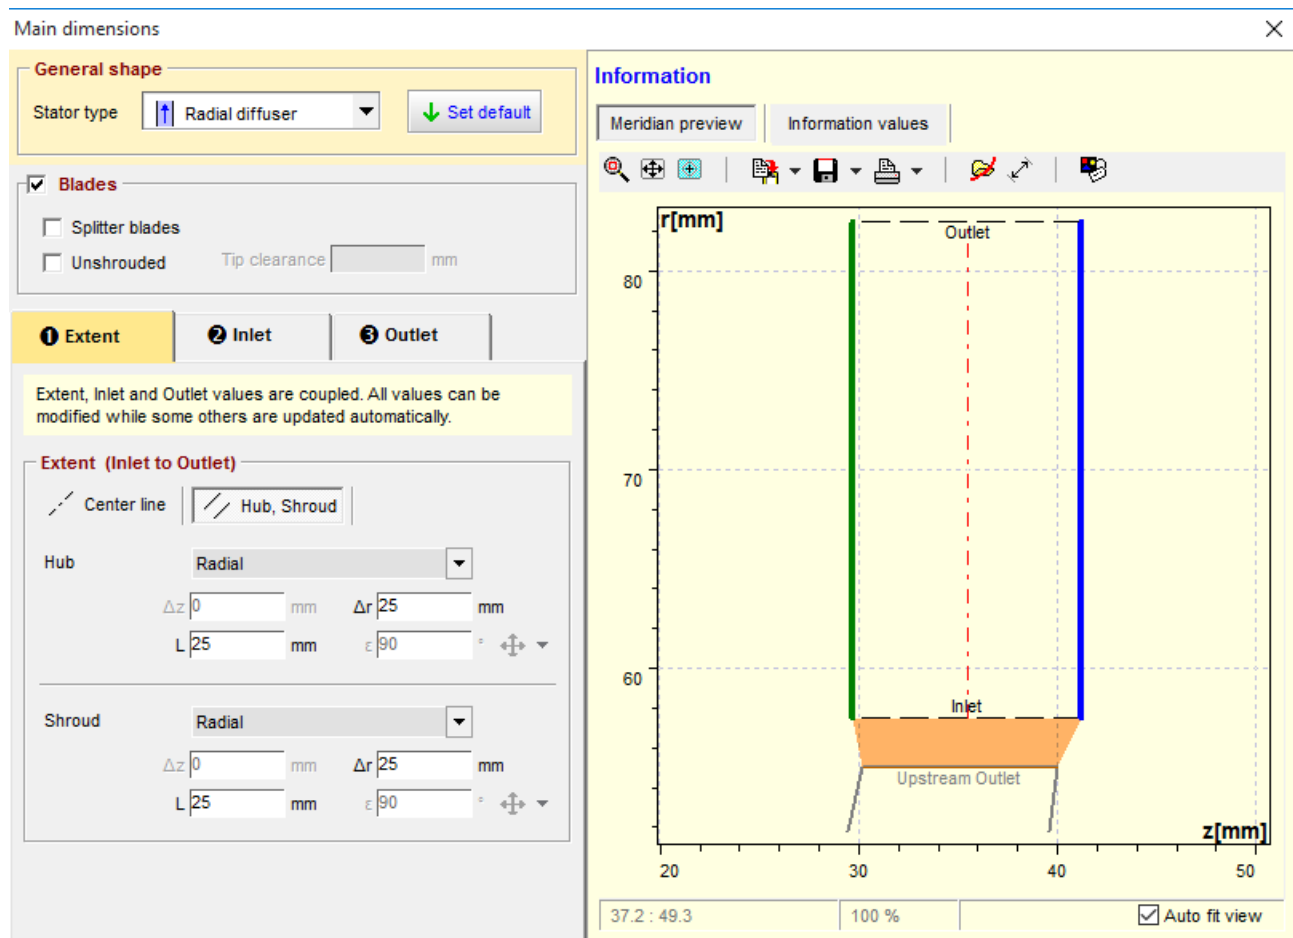 Main dimensions
General shape
Stator type Radial diffuser Set default
Blades
Splitter blades
Unshrouded Tip clearance mm
❶ Extent ❷ Inlet ❸ Outlet
Extent, Inlet and Outlet values are coupled. All values can be
modified while some others are updated automatically.
Extent (Inlet to Outlet)
Center line Hub, Shroud
Hub Radial
Δz 0 mm Δr 25 mm
L 25 mm ε 90 °
Shroud Radial
Δz 0 mm Δr 25 mm
L 25 mm ε 90 °
Information
Meridian preview Information values
r[mm]
Outlet
80
70
60
Inlet
Upstream Outlet
z[mm]
20 30 40 50
37.2 : 49.3 100 % Auto fit view